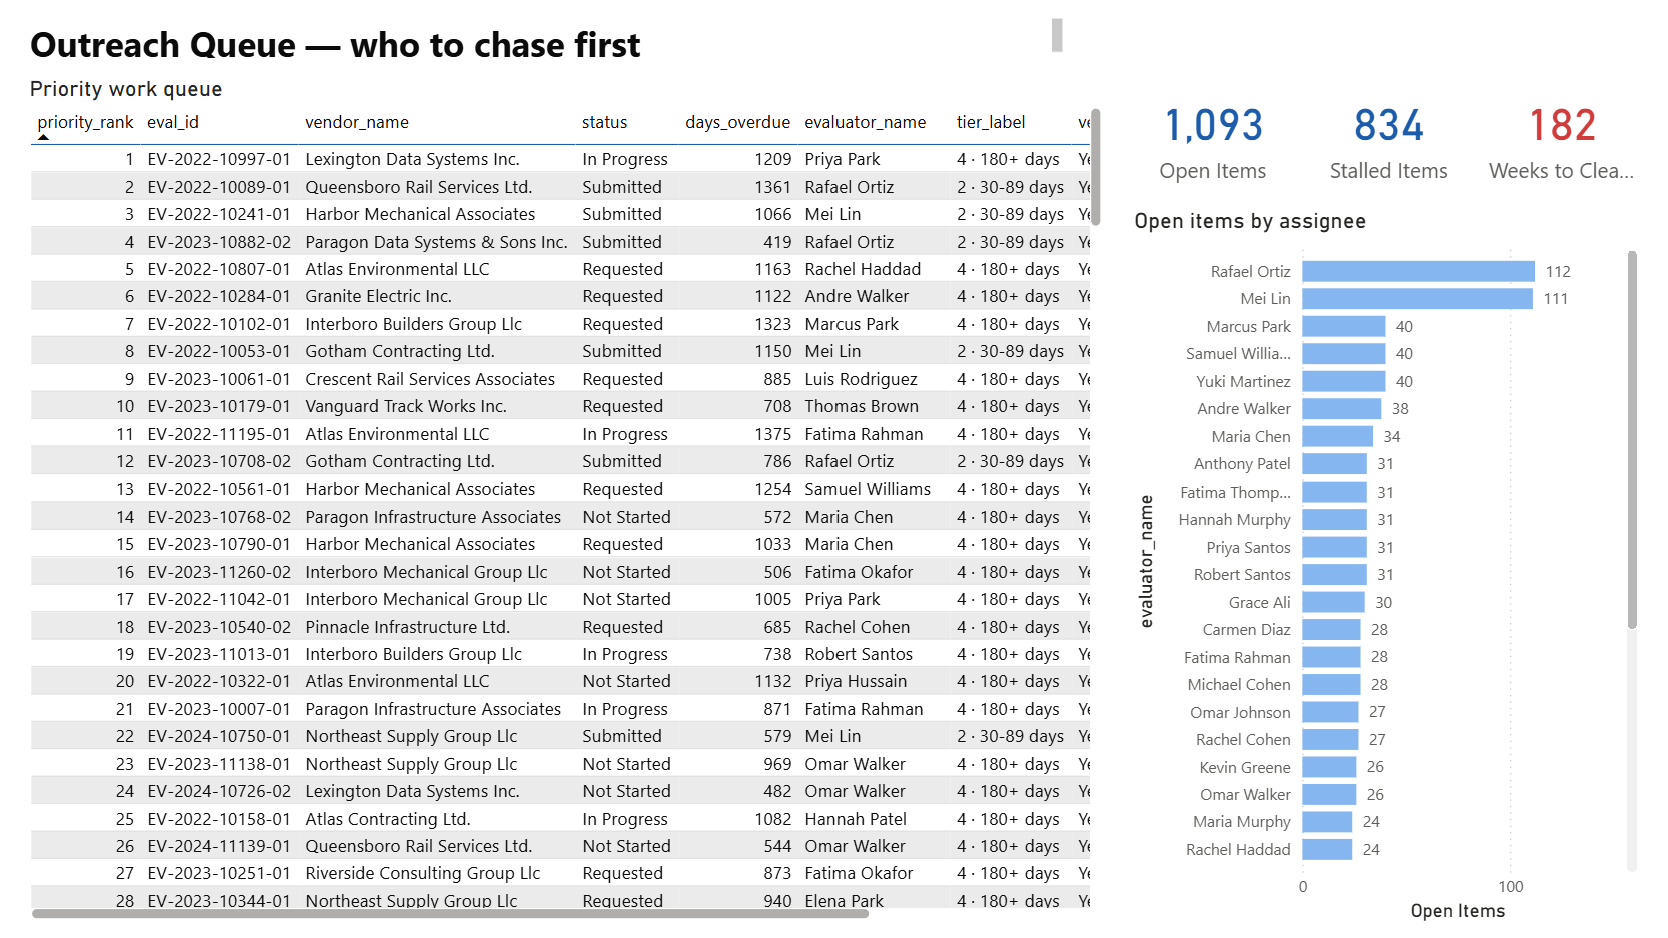 Outreach Queue — who to chase first
Priority work queue
priority_rank eval_id vendor_name status days_overdue evaluator_name tier_label
1 EV-2022-10997-01 Lexington Data Systems Inc. In Progress 1209 Priya Park 4 · 180+ days
2 EV-2022-10089-01 Queensboro Rail Services Ltd. Submitted 1361 Rafael Ortiz 2 · 30-89 days
3 EV-2022-10241-01 Harbor Mechanical Associates Submitted 1066 Mei Lin 2 · 30-89 days
4 EV-2023-10882-02 Paragon Data Systems & Sons Inc. Submitted 419 Rafael Ortiz 2 · 30-89 days
5 EV-2022-10807-01 Atlas Environmental LLC Requested 1163 Rachel Haddad 4 · 180+ days
6 EV-2022-10284-01 Granite Electric Inc. Requested 1122 Andre Walker 4 · 180+ days
7 EV-2022-10102-01 Interboro Builders Group Llc Requested 1323 Marcus Park 4 · 180+ days
8 EV-2022-10053-01 Gotham Contracting Ltd. Submitted 1150 Mei Lin 2 · 30-89 days
9 EV-2023-10061-01 Crescent Rail Services Associates Requested 885 Luis Rodriguez 4 · 180+ days
10 EV-2023-10179-01 Vanguard Track Works Inc. Requested 708 Thomas Brown 4 · 180+ days
11 EV-2022-11195-01 Atlas Environmental LLC In Progress 1375 Fatima Rahman 4 · 180+ days
12 EV-2023-10708-02 Gotham Contracting Ltd. Submitted 786 Rafael Ortiz 2 · 30-89 days
13 EV-2022-10561-01 Harbor Mechanical Associates Requested 1254 Samuel Williams 4 · 180+ days
14 EV-2023-10768-02 Paragon Infrastructure Associates Not Started 572 Maria Chen 4 · 180+ days
15 EV-2023-10790-01 Harbor Mechanical Associates Requested 1033 Maria Chen 4 · 180+ days
16 EV-2023-11260-02 Interboro Mechanical Group Llc Not Started 506 Fatima Okafor 4 · 180+ days
17 EV-2022-11042-01 Interboro Mechanical Group Llc Not Started 1005 Priya Park 4 · 180+ days
18 EV-2023-10540-02 Pinnacle Infrastructure Ltd. Requested 685 Rachel Cohen 4 · 180+ days
19 EV-2023-11013-01 Interboro Builders Group Llc In Progress 738 Robert Santos 4 · 180+ days
20 EV-2022-10322-01 Atlas Environmental LLC Not Started 1132 Priya Hussain 4 · 180+ days
21 EV-2023-10007-01 Paragon Infrastructure Associates In Progress 871 Fatima Rahman 4 · 180+ days
22 EV-2024-10750-01 Northeast Supply Group Llc Submitted 579 Mei Lin 2 · 30-89 days
23 EV-2023-11138-01 Northeast Supply Group Llc Not Started 969 Omar Walker 4 · 180+ days
24 EV-2024-10726-02 Lexington Data Systems Inc. Not Started 482 Omar Walker 4 · 180+ days
25 EV-2022-10158-01 Atlas Contracting Ltd. In Progress 1082 Hannah Patel 4 · 180+ days
26 EV-2024-11139-01 Queensboro Rail Services Ltd. Not Started 544 Omar Walker 4 · 180+ days
27 EV-2023-10251-01 Riverside Consulting Group Llc Requested 873 Fatima Okafor 4 · 180+ days
28 EV-2023-10344-01 Northeast Supply Group Llc Requested 940 Elena Park 4 · 180+ days
1,093 834 182
Open Items Stalled Items Weeks to Clea...
Open items by assignee
Rafael Ortiz 112
Mei Lin 111
Marcus Park 40
Samuel Willia... 40
Yuki Martinez 40
Andre Walker 38
Maria Chen 34
Anthony Patel 31
Fatima Thomp... 31
Hannah Murphy 31
Priya Santos 31
Robert Santos 31
Grace Ali 30
Carmen Diaz 28
Fatima Rahman 28
Michael Cohen 28
Omar Johnson 27
Rachel Cohen 27
Kevin Greene 26
Omar Walker 26
Maria Murphy 24
Rachel Haddad 24
evaluator_name
0 100
Open Items